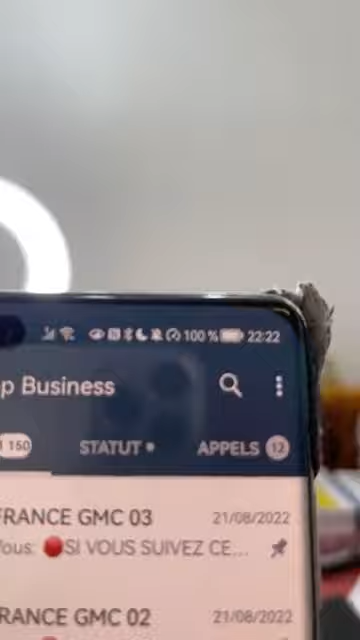 100 % 22:22
p Business
150 STATUT APPELS 12
FRANCE GMC 03 21/08/2022
Vous: SI VOUS SUIVEZ CE...
RANCE GMC 02 21/08/2022